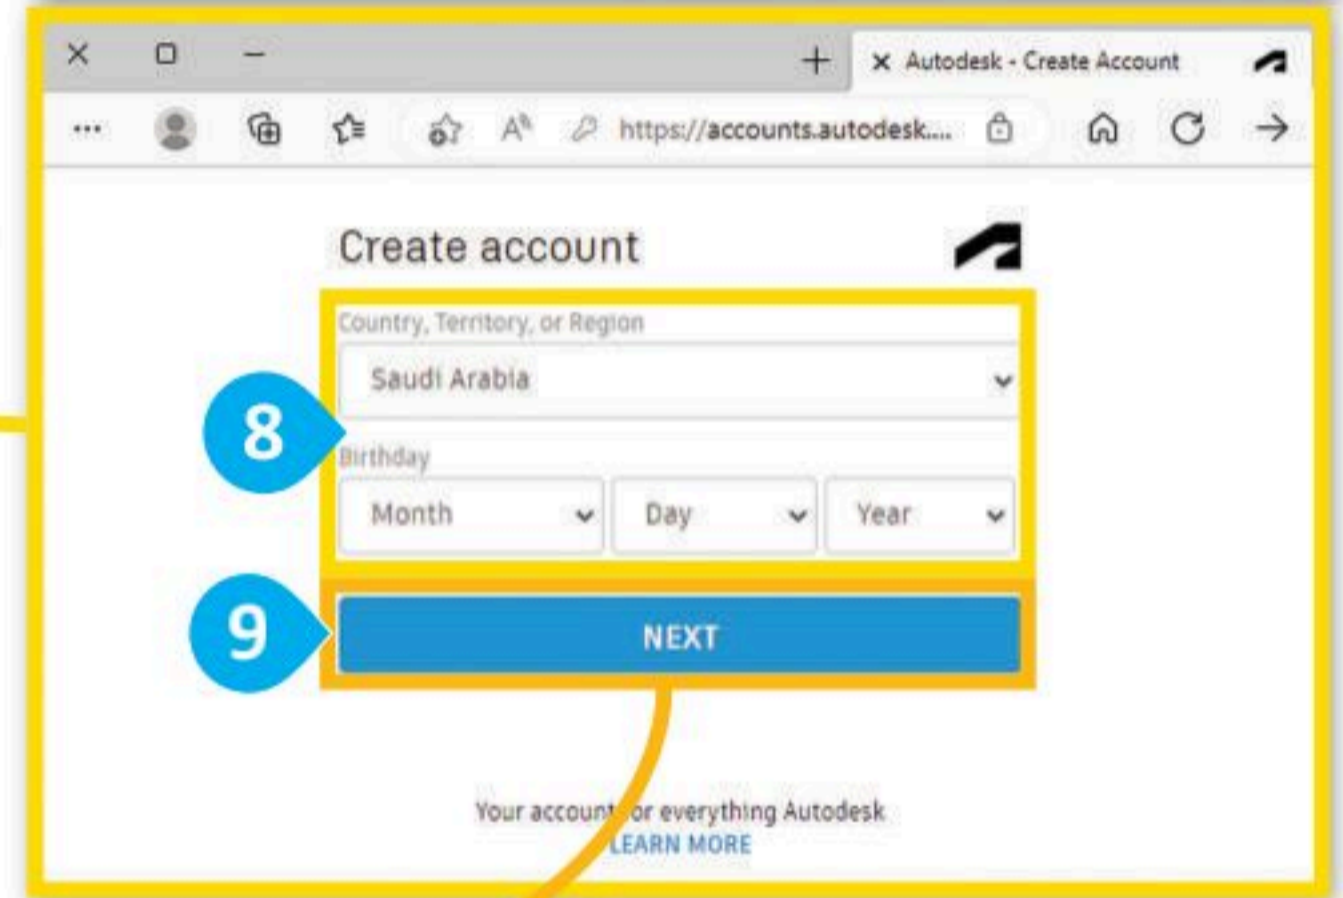 Autodesk - Create Account
https://accounts.autodesk....
Create account
Country, Territory, or Region
Saudi Arabia
8
Birthday
Month Day Year
9
NEXT
Your account for everything Autodesk
LEARN MORE